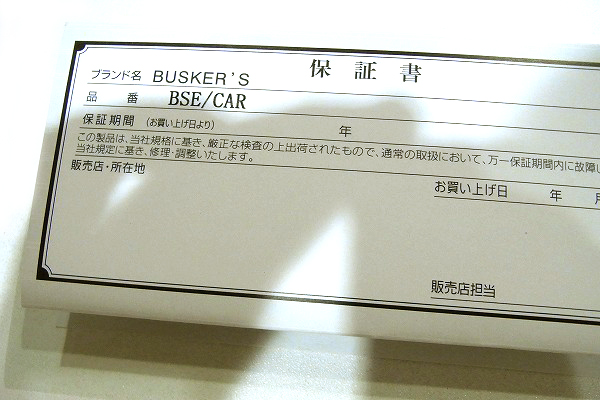 保証書
ブランド名 BUSKER'S
品番 BSE/CAR
保証期間 (お買い上げ日より) 年
この製品は、当社規格に基き、厳正な検査の上出荷されたもので、通常の取扱において、万一保証期間内に故障し
当社規定に基き、修理・調整いたします。
販売店・所在地
お買い上げ日 年 月
販売店担当